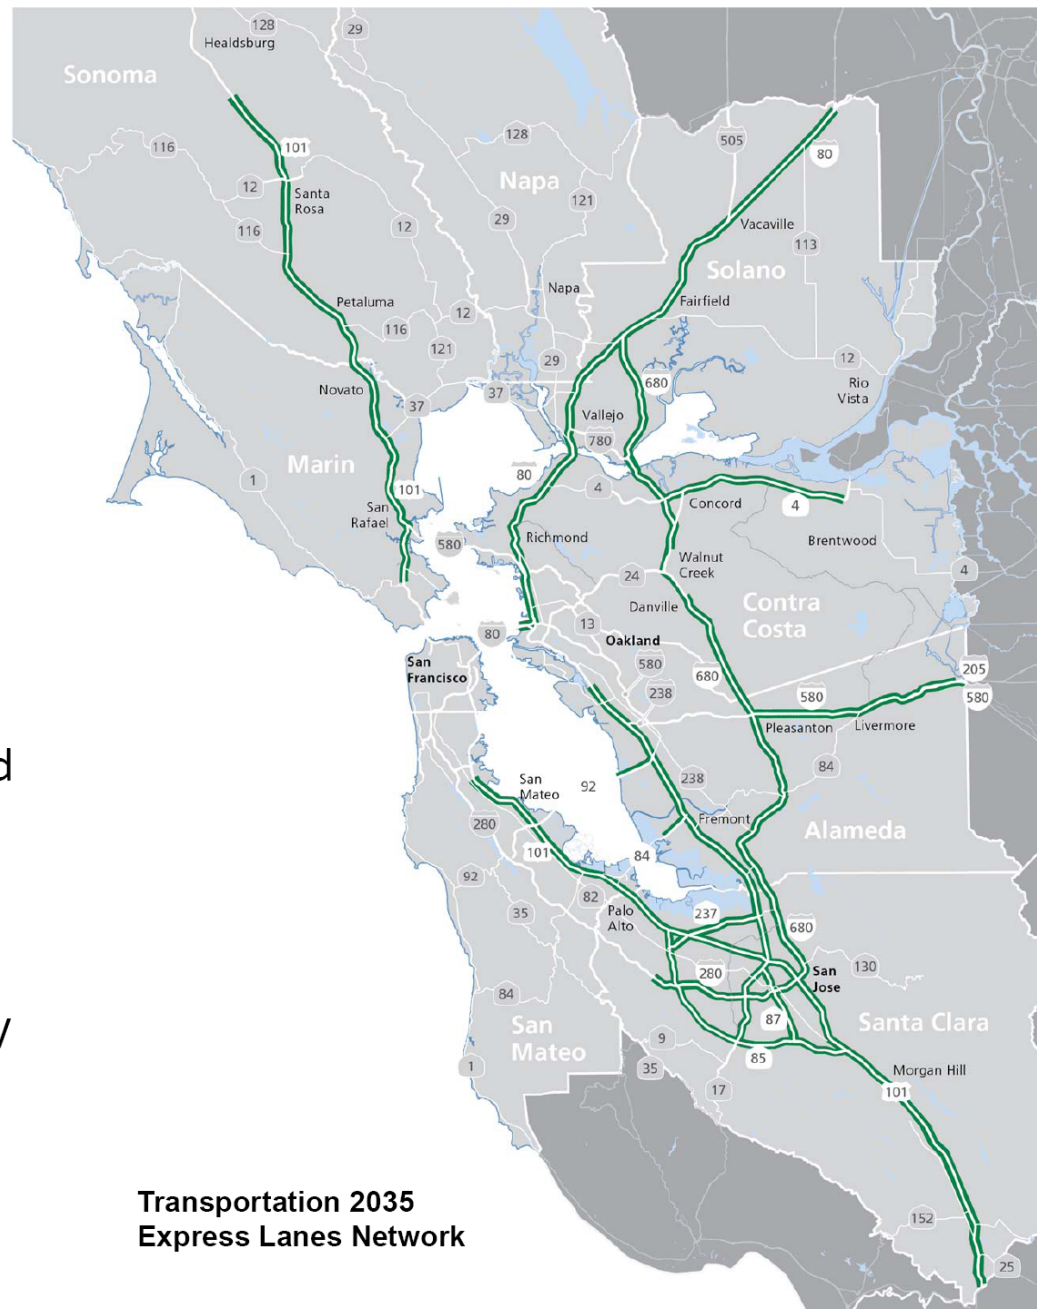 128
29
Healdsburg
Sonoma
116
101
128
505
80
12
Santa
Rosa
Napa
121
116
12
29
Vacaville
113
Solano
Napa
Petaluma
Fairfield
12
116
121
29
12
680
Rio
Vista
Novato
37
37
Vallejo
780
Marin
1
101
80
4
Concord
4
San
Rafael
580
Richmond
Brentwood
Walnut
Creek
24
4
Danville
Contra
Costa
80
13
Oakland
San
Francisco
580
680
205
238
580
580
Pleasanton
Livermore
d
San
Mateo
92
238
84
280
Fremont
Alameda
101
84
92
82
35
Palo
Alto
237
680
280
San
Jose
130
84
San
Mateo
87
Santa Clara
y
9
85
1
35
Morgan Hill
17
101
Transportation 2035
Express Lanes Network
152
25